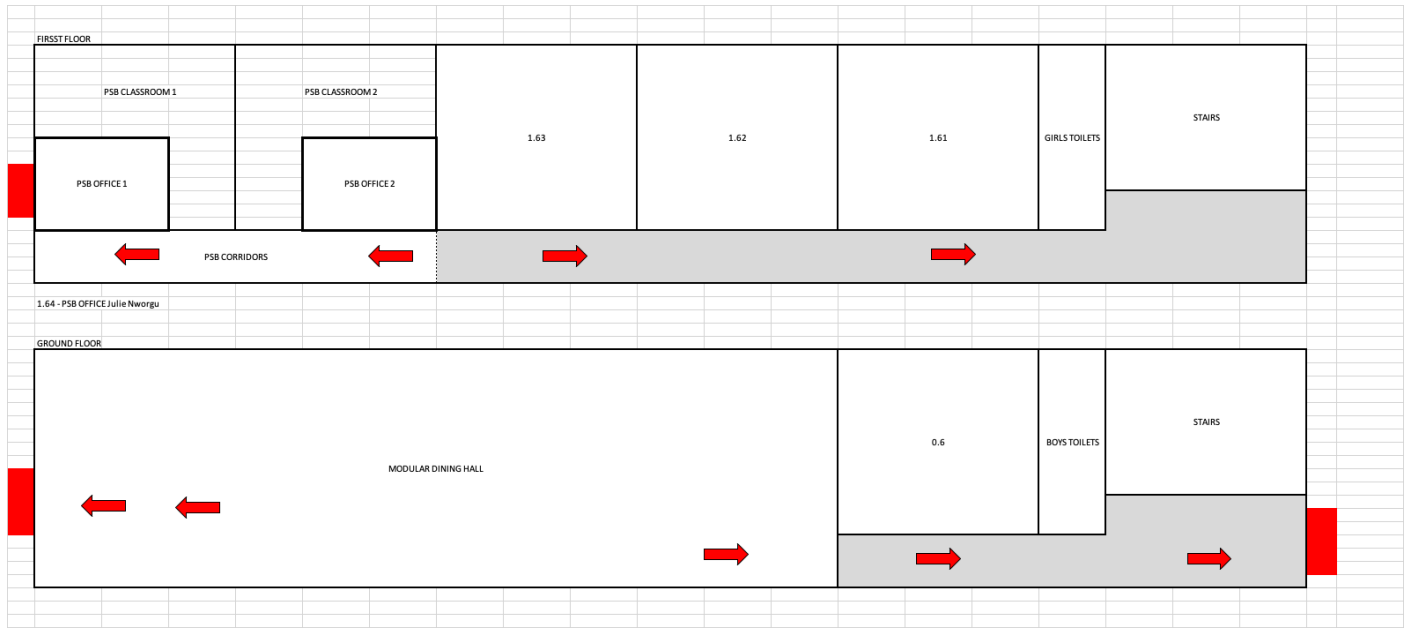 FIRSST FLOOR
PSB CLASSROOM 1
PSB CLASSROOM 2
STAIRS
1.63
1.62
1.61
GIRLS TOILETS
PSB OFFICE 1
PSB OFFICE 2
PSB CORRIDORS
1.64 - PSB OFFICE Julie Nworgu
GROUND FLOOR
STAIRS
0.6
BOYS TOILETS
MODULAR DINING HALL